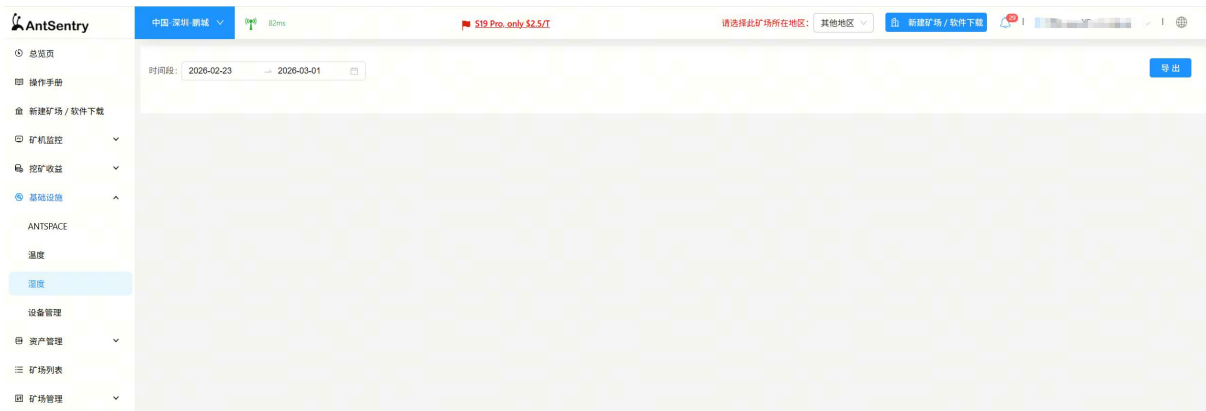 AntSentry
中国-深圳-鹏城
82ms
S19 Pro, only $2.5/T
请选择此矿场所在地区：
其他地区
新建矿场 / 软件下载
29
总览页
操作手册
新建矿场 / 软件下载
矿机监控
挖矿收益
基础设施
ANTSPACE
温度
湿度
设备管理
资产管理
矿场列表
矿场管理
时间段：
2026-02-23
2026-03-01
导出